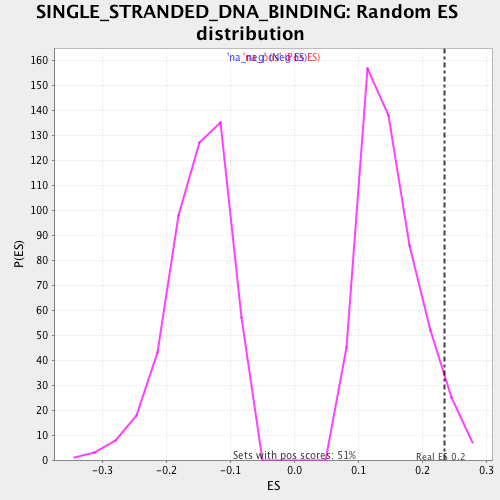 SINGLE_STRANDED_DNA_BINDING: Random ES
distribution
P(ES)
160
150
140
130
120
110
100
90
80
70
60
50
40
30
20
10
0
Sets with pos scores: 51%
Real ES 0.2
-0.3 -0.2 -0.1 0.0 0.1 0.2 0.3
ES